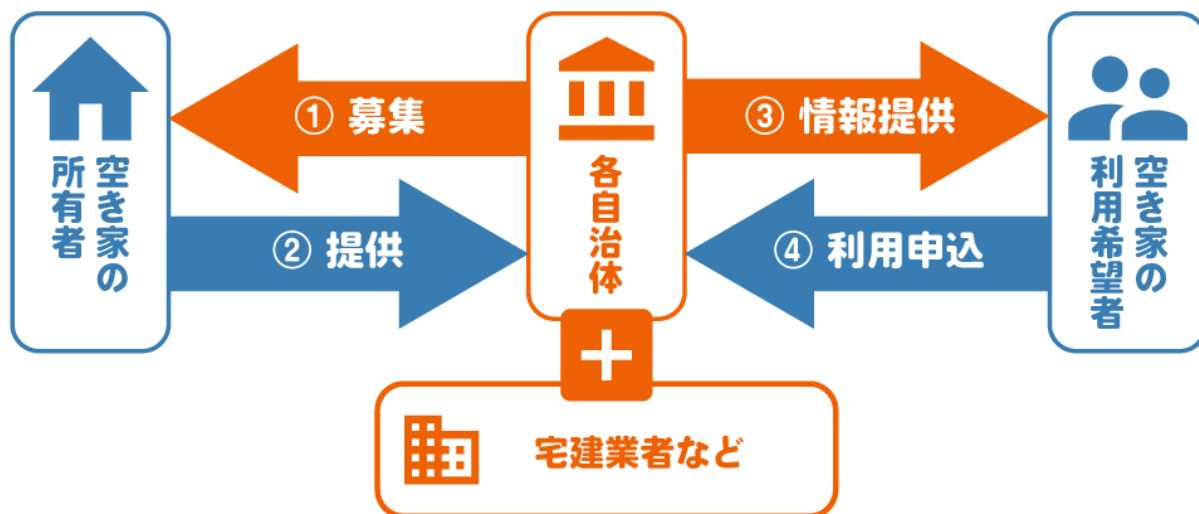 空き家の
所有者
① 募集
② 提供
各自治体
③ 情報提供
④ 利用申込
空き家の
利用希望者
宅建業者など